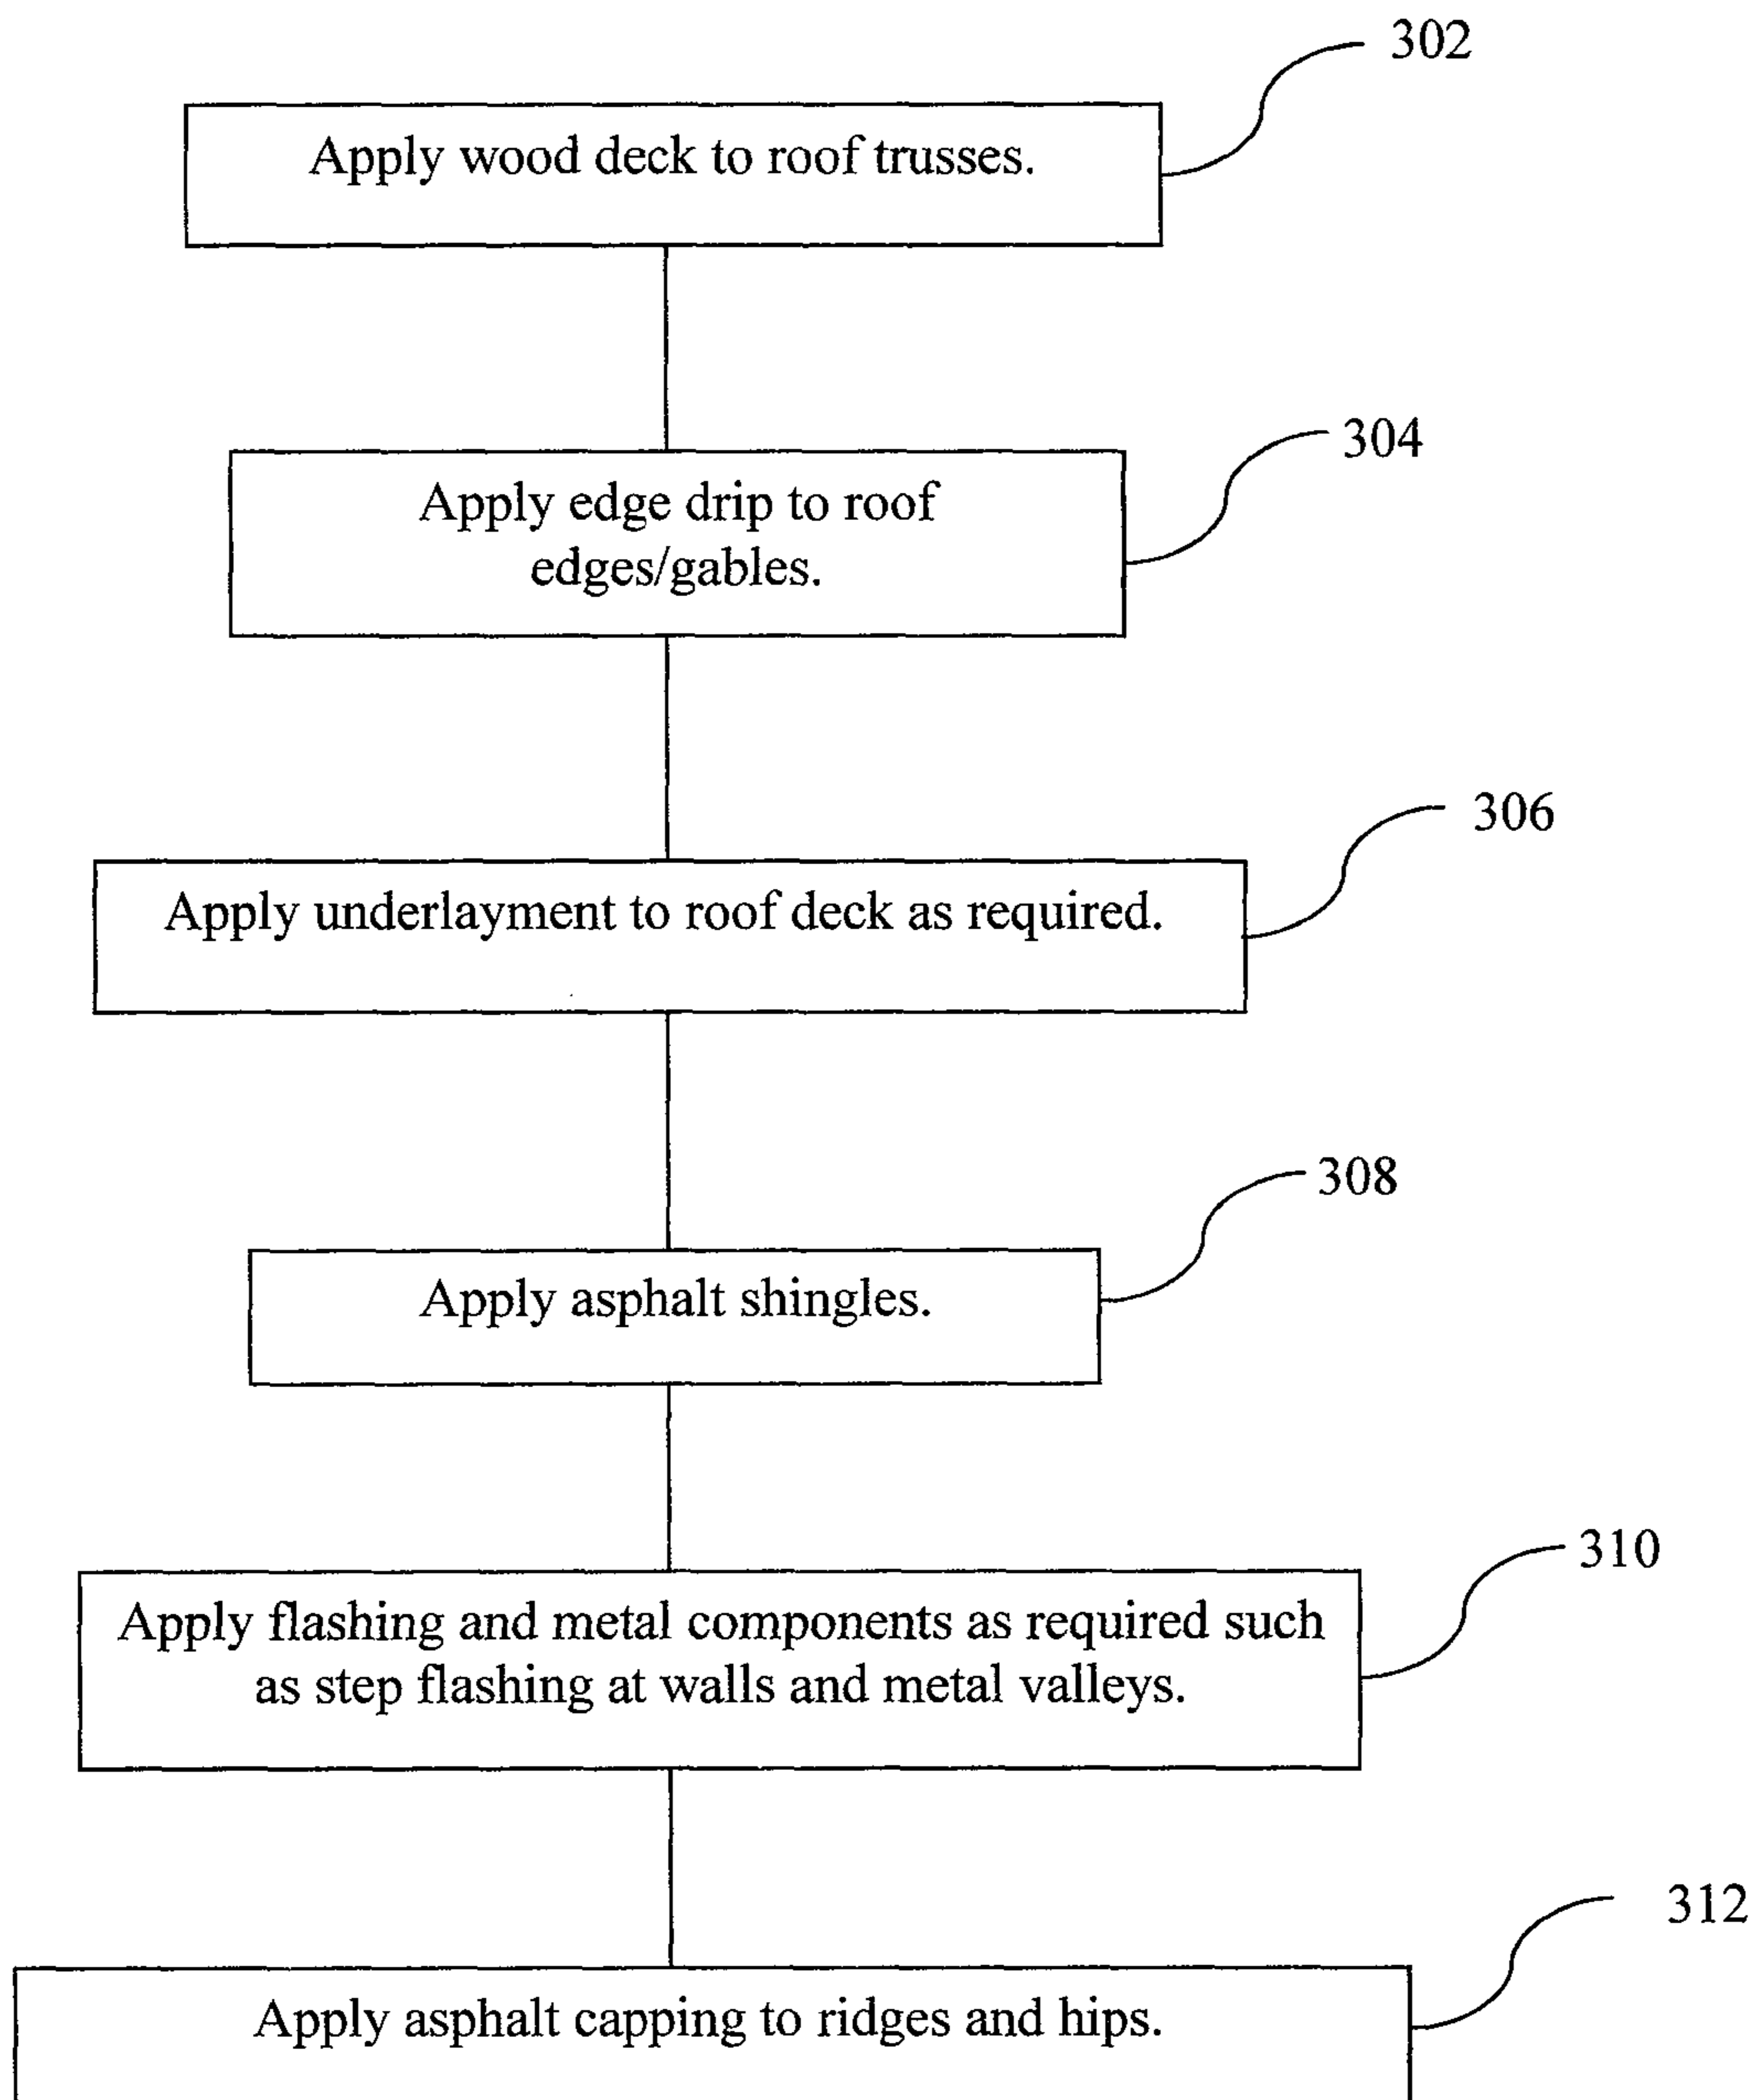 302
Apply wood deck to roof trusses.
304
Apply edge drip to roof
edges/gables.
306
Apply underlayment to roof deck as required.
308
Apply asphalt shingles.
310
Apply flashing and metal components as required such
as step flashing at walls and metal valleys.
312
Apply asphalt capping to ridges and hips.